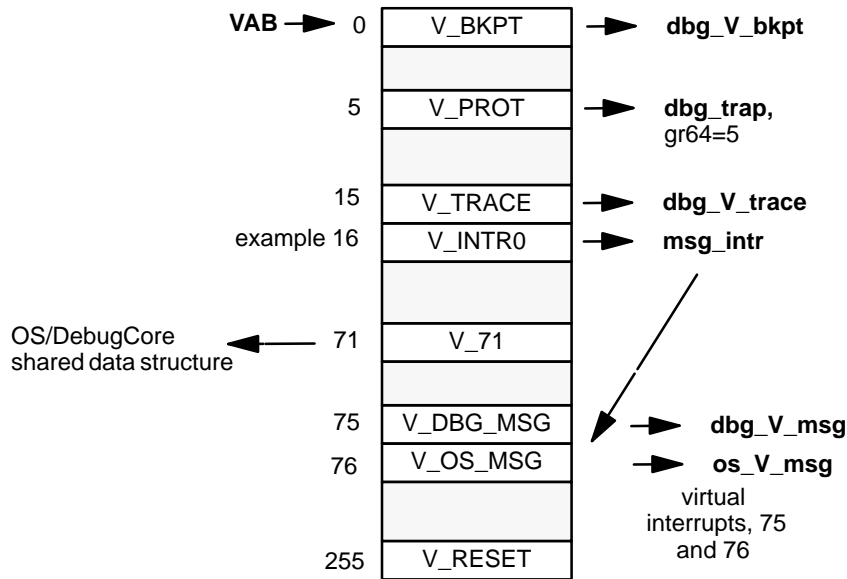 VAB 0 V_BKPT dbg_V_bkpt
5 V_PROT dbg_trap,
gr64=5
15 V_TRACE dbg_V_trace
example 16 V_INTR0 msg_intr
OS/DebugCore
shared data structure
71 V_71
75 V_DBG_MSG dbg_V_msg
76 V_OS_MSG os_V_msg
virtual
interrupts, 75
and 76
255 V_RESET